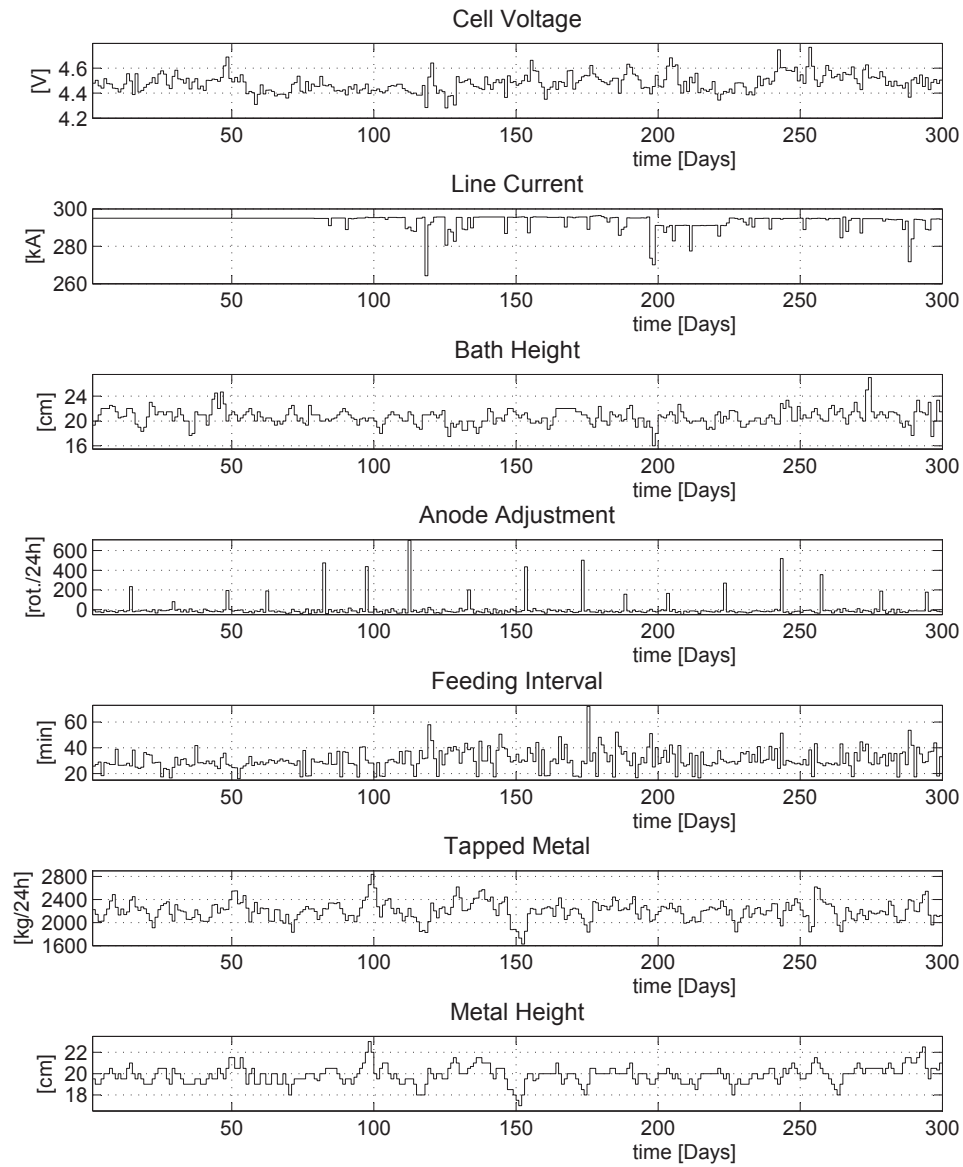 Cell Voltage
[V]
4.6
4.4
4.2
50 100 150 200 250 300
time [Days]
Line Current
[kA]
300
280
260
50 100 150 200 250 300
time [Days]
Bath Height
[cm]
24
20
16
50 100 150 200 250 300
time [Days]
Anode Adjustment
[rot./24h]
600
400
200
0
50 100 150 200 250 300
time [Days]
Feeding Interval
[min]
60
40
20
50 100 150 200 250 300
time [Days]
Tapped Metal
[kg/24h]
2800
2400
2000
1600
50 100 150 200 250 300
time [Days]
Metal Height
[cm]
22
20
18
50 100 150 200 250 300
time [Days]